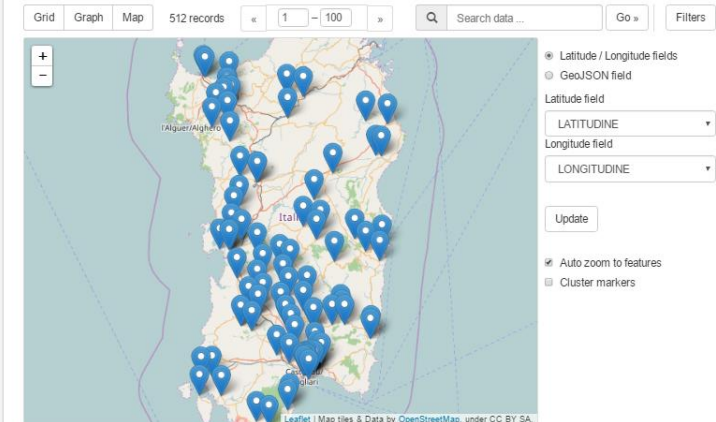 Grid Graph Map 512 records « 1 – 100 » Search data ... Go » Filters
+
−
Latitude / Longitude fields
GeoJSON field
Latitude field
LATITUDINE
Longitude field
LONGITUDINE
Update
Auto zoom to features
Cluster markers
l'Alguer/Alghero
Itali
Leaflet | Map tiles & Data by OpenStreetMap, under CC BY SA.